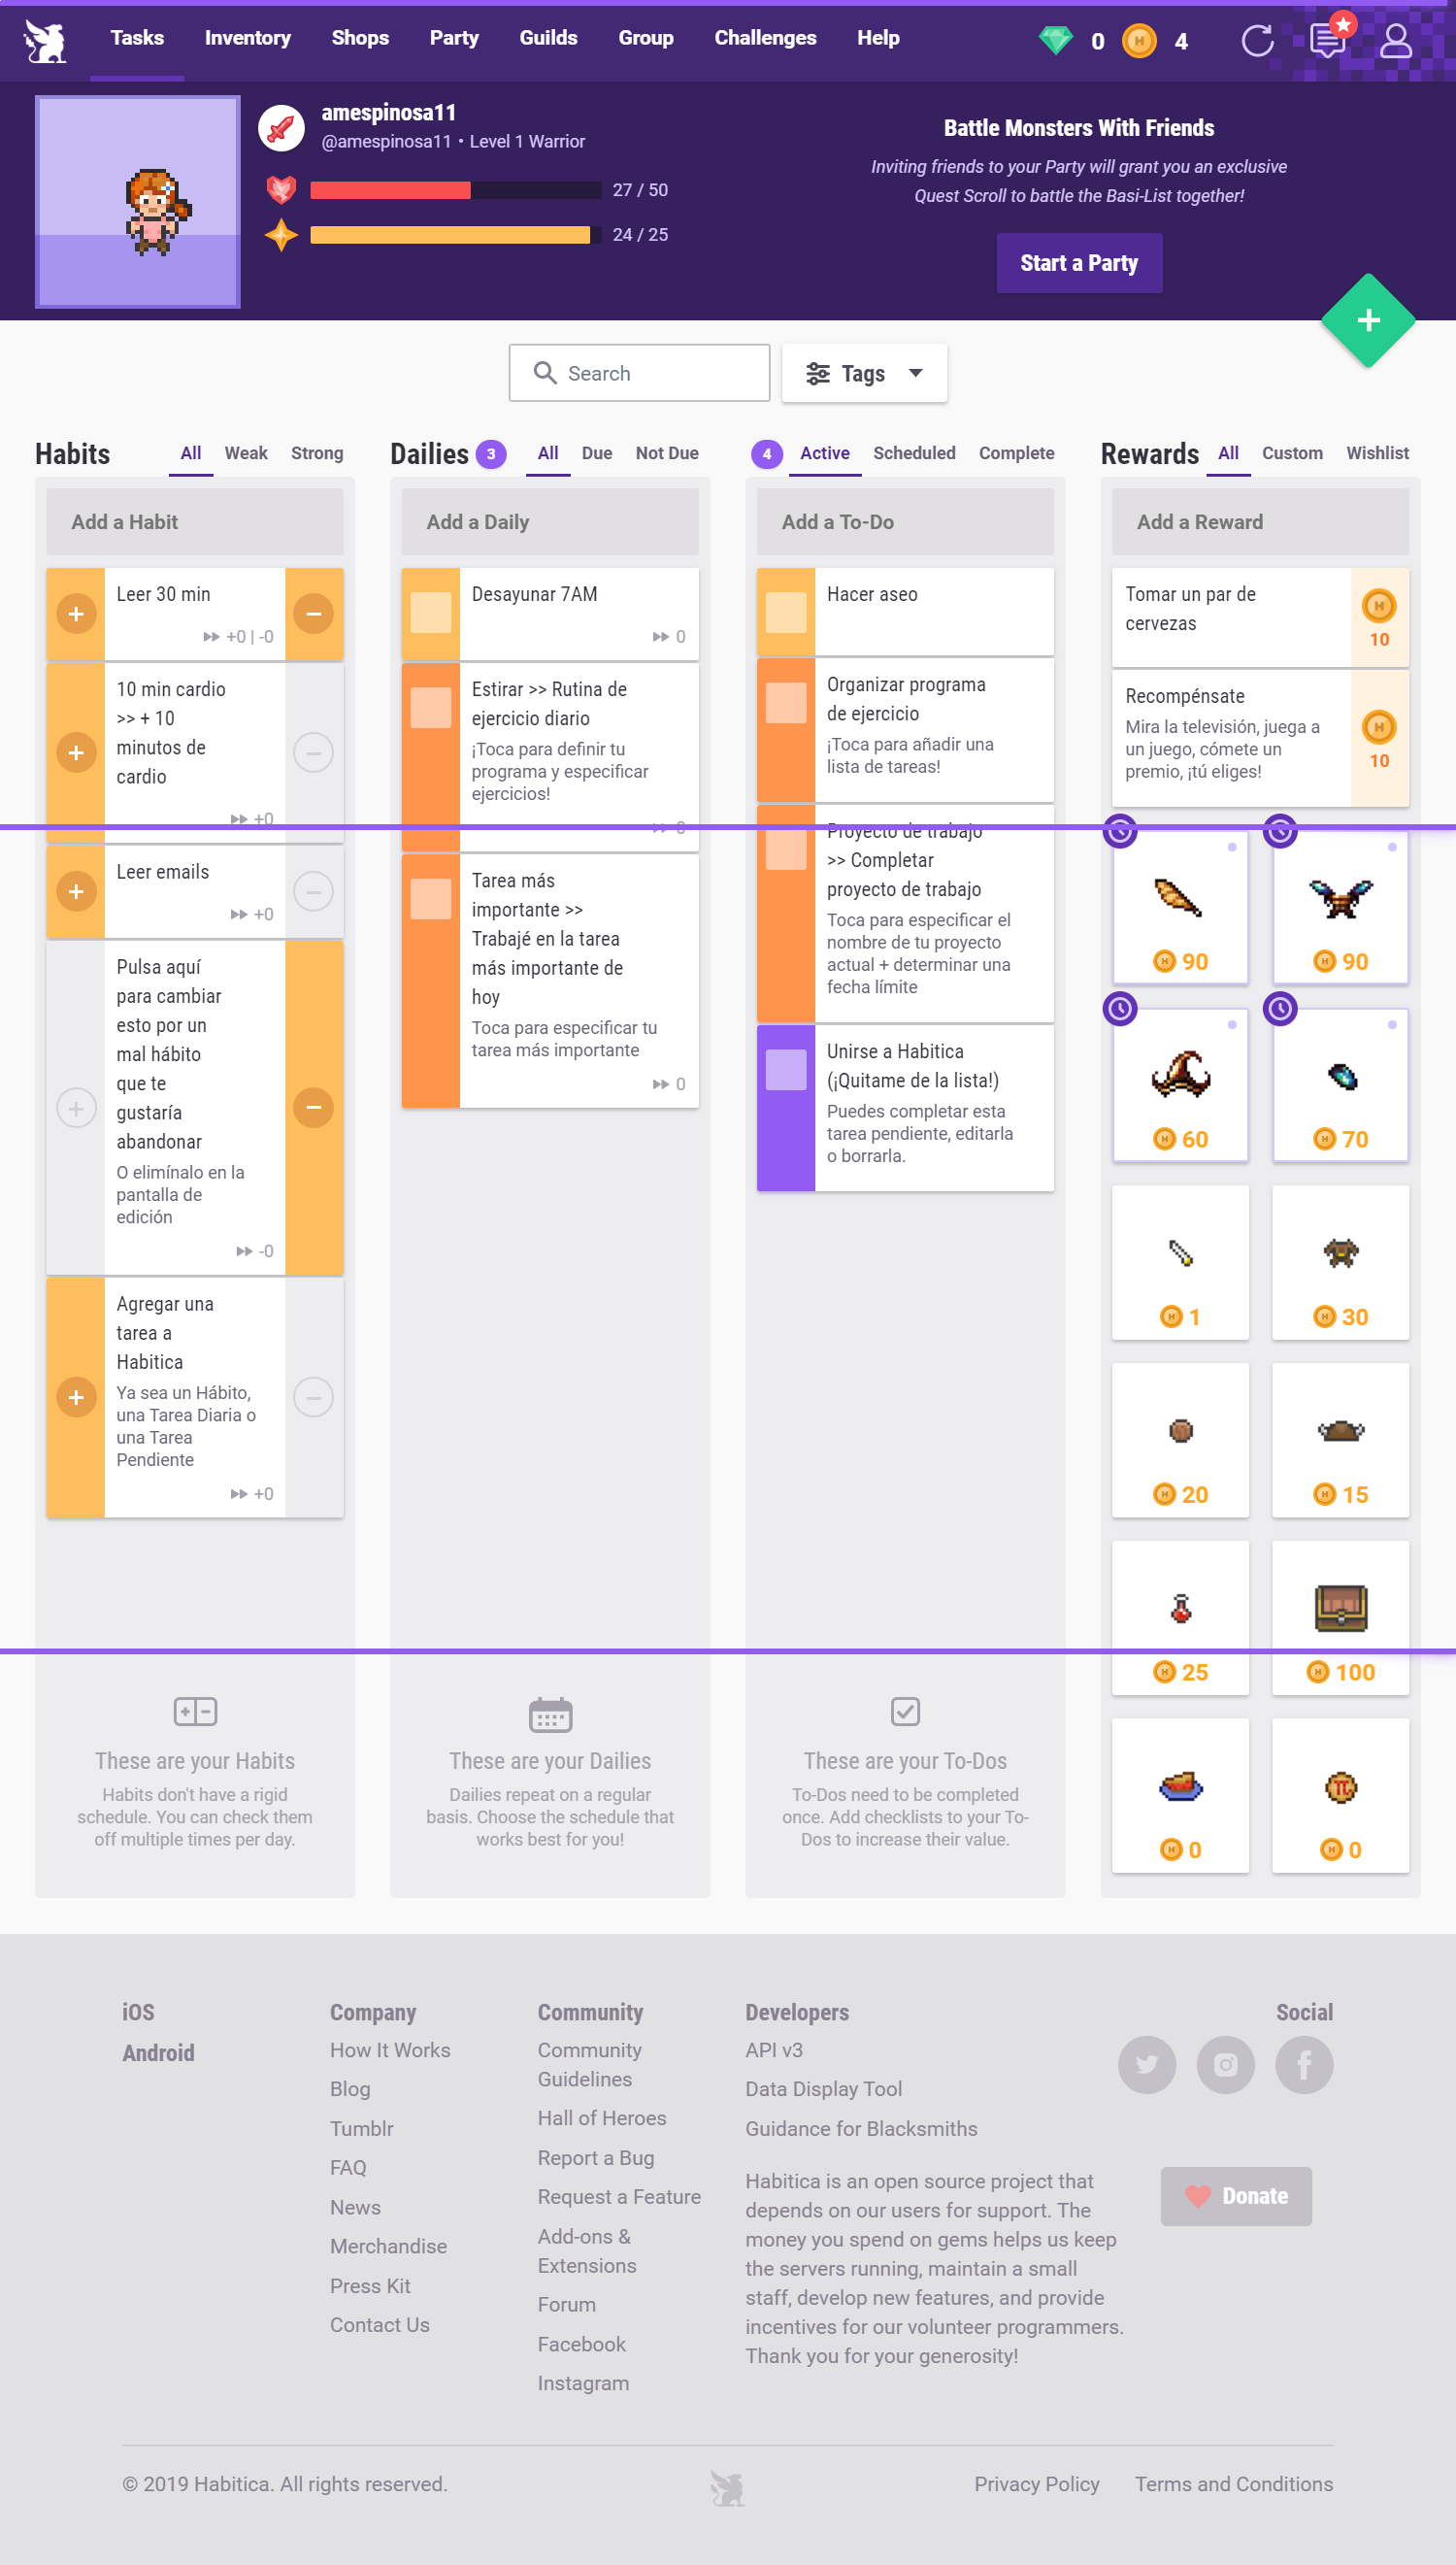 Tasks Inventory Shops Party Guilds Group Challenges Help 0 4
amespinosa11
@amespinosa11 • Level 1 Warrior
27 / 50
24 / 25
Battle Monsters With Friends
Inviting friends to your Party will grant you an exclusive
Quest Scroll to battle the Basi-List together!
Start a Party
Search
Tags
Habits All Weak Strong
Add a Habit
Leer 30 min
+0 | -0
10 min cardio
>> + 10
minutos de
cardio
+0
Leer emails
+0
Pulsa aquí
para cambiar
esto por un
mal hábito
que te
gustaría
abandonar
O elimínalo en la
pantalla de
edición
-0
Agregar una
tarea a
Habitica
Ya sea un Hábito,
una Tarea Diaria o
una Tarea
Pendiente
+0
These are your Habits
Habits don't have a rigid
schedule. You can check them
off multiple times per day.
Dailies 3 All Due Not Due
Add a Daily
Desayunar 7AM
0
Estirar >> Rutina de
ejercicio diario
¡Toca para definir tu
programa y especificar
ejercicios!
0
Tarea más
importante >>
Trabajé en la tarea
más importante de
hoy
Toca para especificar tu
tarea más importante
0
These are your Dailies
Dailies repeat on a regular
basis. Choose the schedule that
works best for you!
4 Active Scheduled Complete
Add a To-Do
Hacer aseo
Organizar programa
de ejercicio
¡Toca para añadir una
lista de tareas!
Proyecto de trabajo
>> Completar
proyecto de trabajo
Toca para especificar el
nombre de tu proyecto
actual + determinar una
fecha límite
Unirse a Habitica
(¡Quitame de la lista!)
Puedes completar esta
tarea pendiente, editarla
o borrarla.
These are your To-Dos
To-Dos need to be completed
once. Add checklists to your To-
Dos to increase their value.
Rewards All Custom Wishlist
Add a Reward
Tomar un par de
cervezas
10
Recompénsate
Mira la televisión, juega a
un juego, cómete un
premio, ¡tú eliges!
10
90 90
60 70
1 30
20 15
25 100
0 0
iOS
Android
Company
How It Works
Blog
Tumblr
FAQ
News
Merchandise
Press Kit
Contact Us
Community
Community
Guidelines
Hall of Heroes
Report a Bug
Request a Feature
Add-ons &
Extensions
Forum
Facebook
Instagram
Developers
API v3
Data Display Tool
Guidance for Blacksmiths
Habitica is an open source project that
depends on our users for support. The
money you spend on gems helps us keep
the servers running, maintain a small
staff, develop new features, and provide
incentives for our volunteer programmers.
Thank you for your generosity!
Social
Donate
© 2019 Habitica. All rights reserved.
Privacy Policy Terms and Conditions